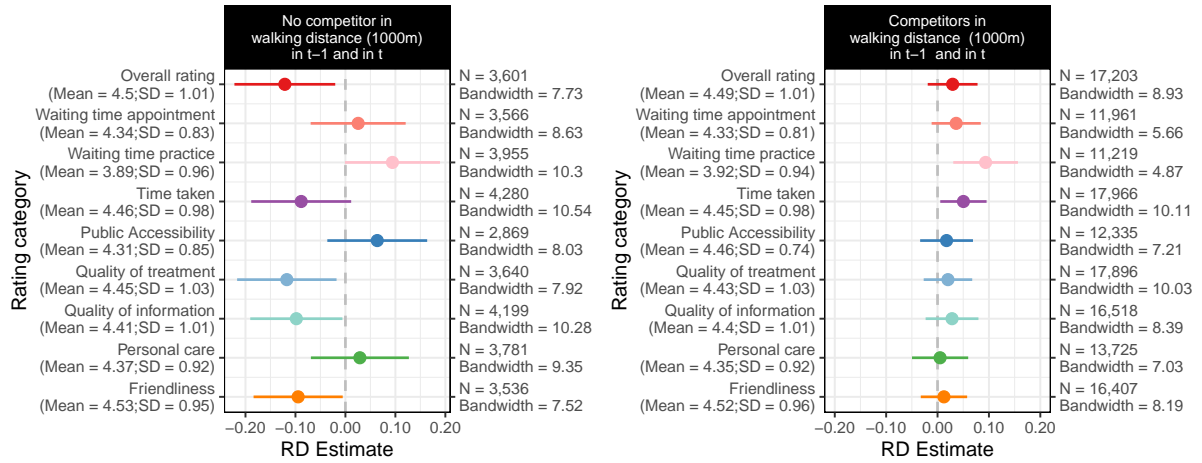 No competitor in
walking distance (1000m)
in t−1 and in t
Rating category
Overall rating
(Mean = 4.5;SD = 1.01)
N = 3,601
Bandwidth = 7.73
Waiting time appointment
(Mean = 4.34;SD = 0.83)
N = 3,566
Bandwidth = 8.63
Waiting time practice
(Mean = 3.89;SD = 0.96)
N = 3,955
Bandwidth = 10.3
Time taken
(Mean = 4.46;SD = 0.98)
N = 4,280
Bandwidth = 10.54
Public Accessibility
(Mean = 4.31;SD = 0.85)
N = 2,869
Bandwidth = 8.03
Quality of treatment
(Mean = 4.45;SD = 1.03)
N = 3,640
Bandwidth = 7.92
Quality of information
(Mean = 4.41;SD = 1.01)
N = 4,199
Bandwidth = 10.28
Personal care
(Mean = 4.37;SD = 0.92)
N = 3,781
Bandwidth = 9.35
Friendliness
(Mean = 4.53;SD = 0.95)
N = 3,536
Bandwidth = 7.52
−0.20 −0.10 0.00 0.10 0.20
RD Estimate
Competitors in
walking distance (1000m)
in t−1 and in t
Rating category
Overall rating
(Mean = 4.49;SD = 1.01)
N = 17,203
Bandwidth = 8.93
Waiting time appointment
(Mean = 4.33;SD = 0.81)
N = 11,961
Bandwidth = 5.66
Waiting time practice
(Mean = 3.92;SD = 0.94)
N = 11,219
Bandwidth = 4.87
Time taken
(Mean = 4.45;SD = 0.98)
N = 17,966
Bandwidth = 10.11
Public Accessibility
(Mean = 4.46;SD = 0.74)
N = 12,335
Bandwidth = 7.21
Quality of treatment
(Mean = 4.43;SD = 1.03)
N = 17,896
Bandwidth = 10.03
Quality of information
(Mean = 4.4;SD = 1.01)
N = 16,518
Bandwidth = 8.39
Personal care
(Mean = 4.35;SD = 0.92)
N = 13,725
Bandwidth = 7.03
Friendliness
(Mean = 4.52;SD = 0.96)
N = 16,407
Bandwidth = 8.19
−0.20 −0.10 0.00 0.10 0.20
RD Estimate